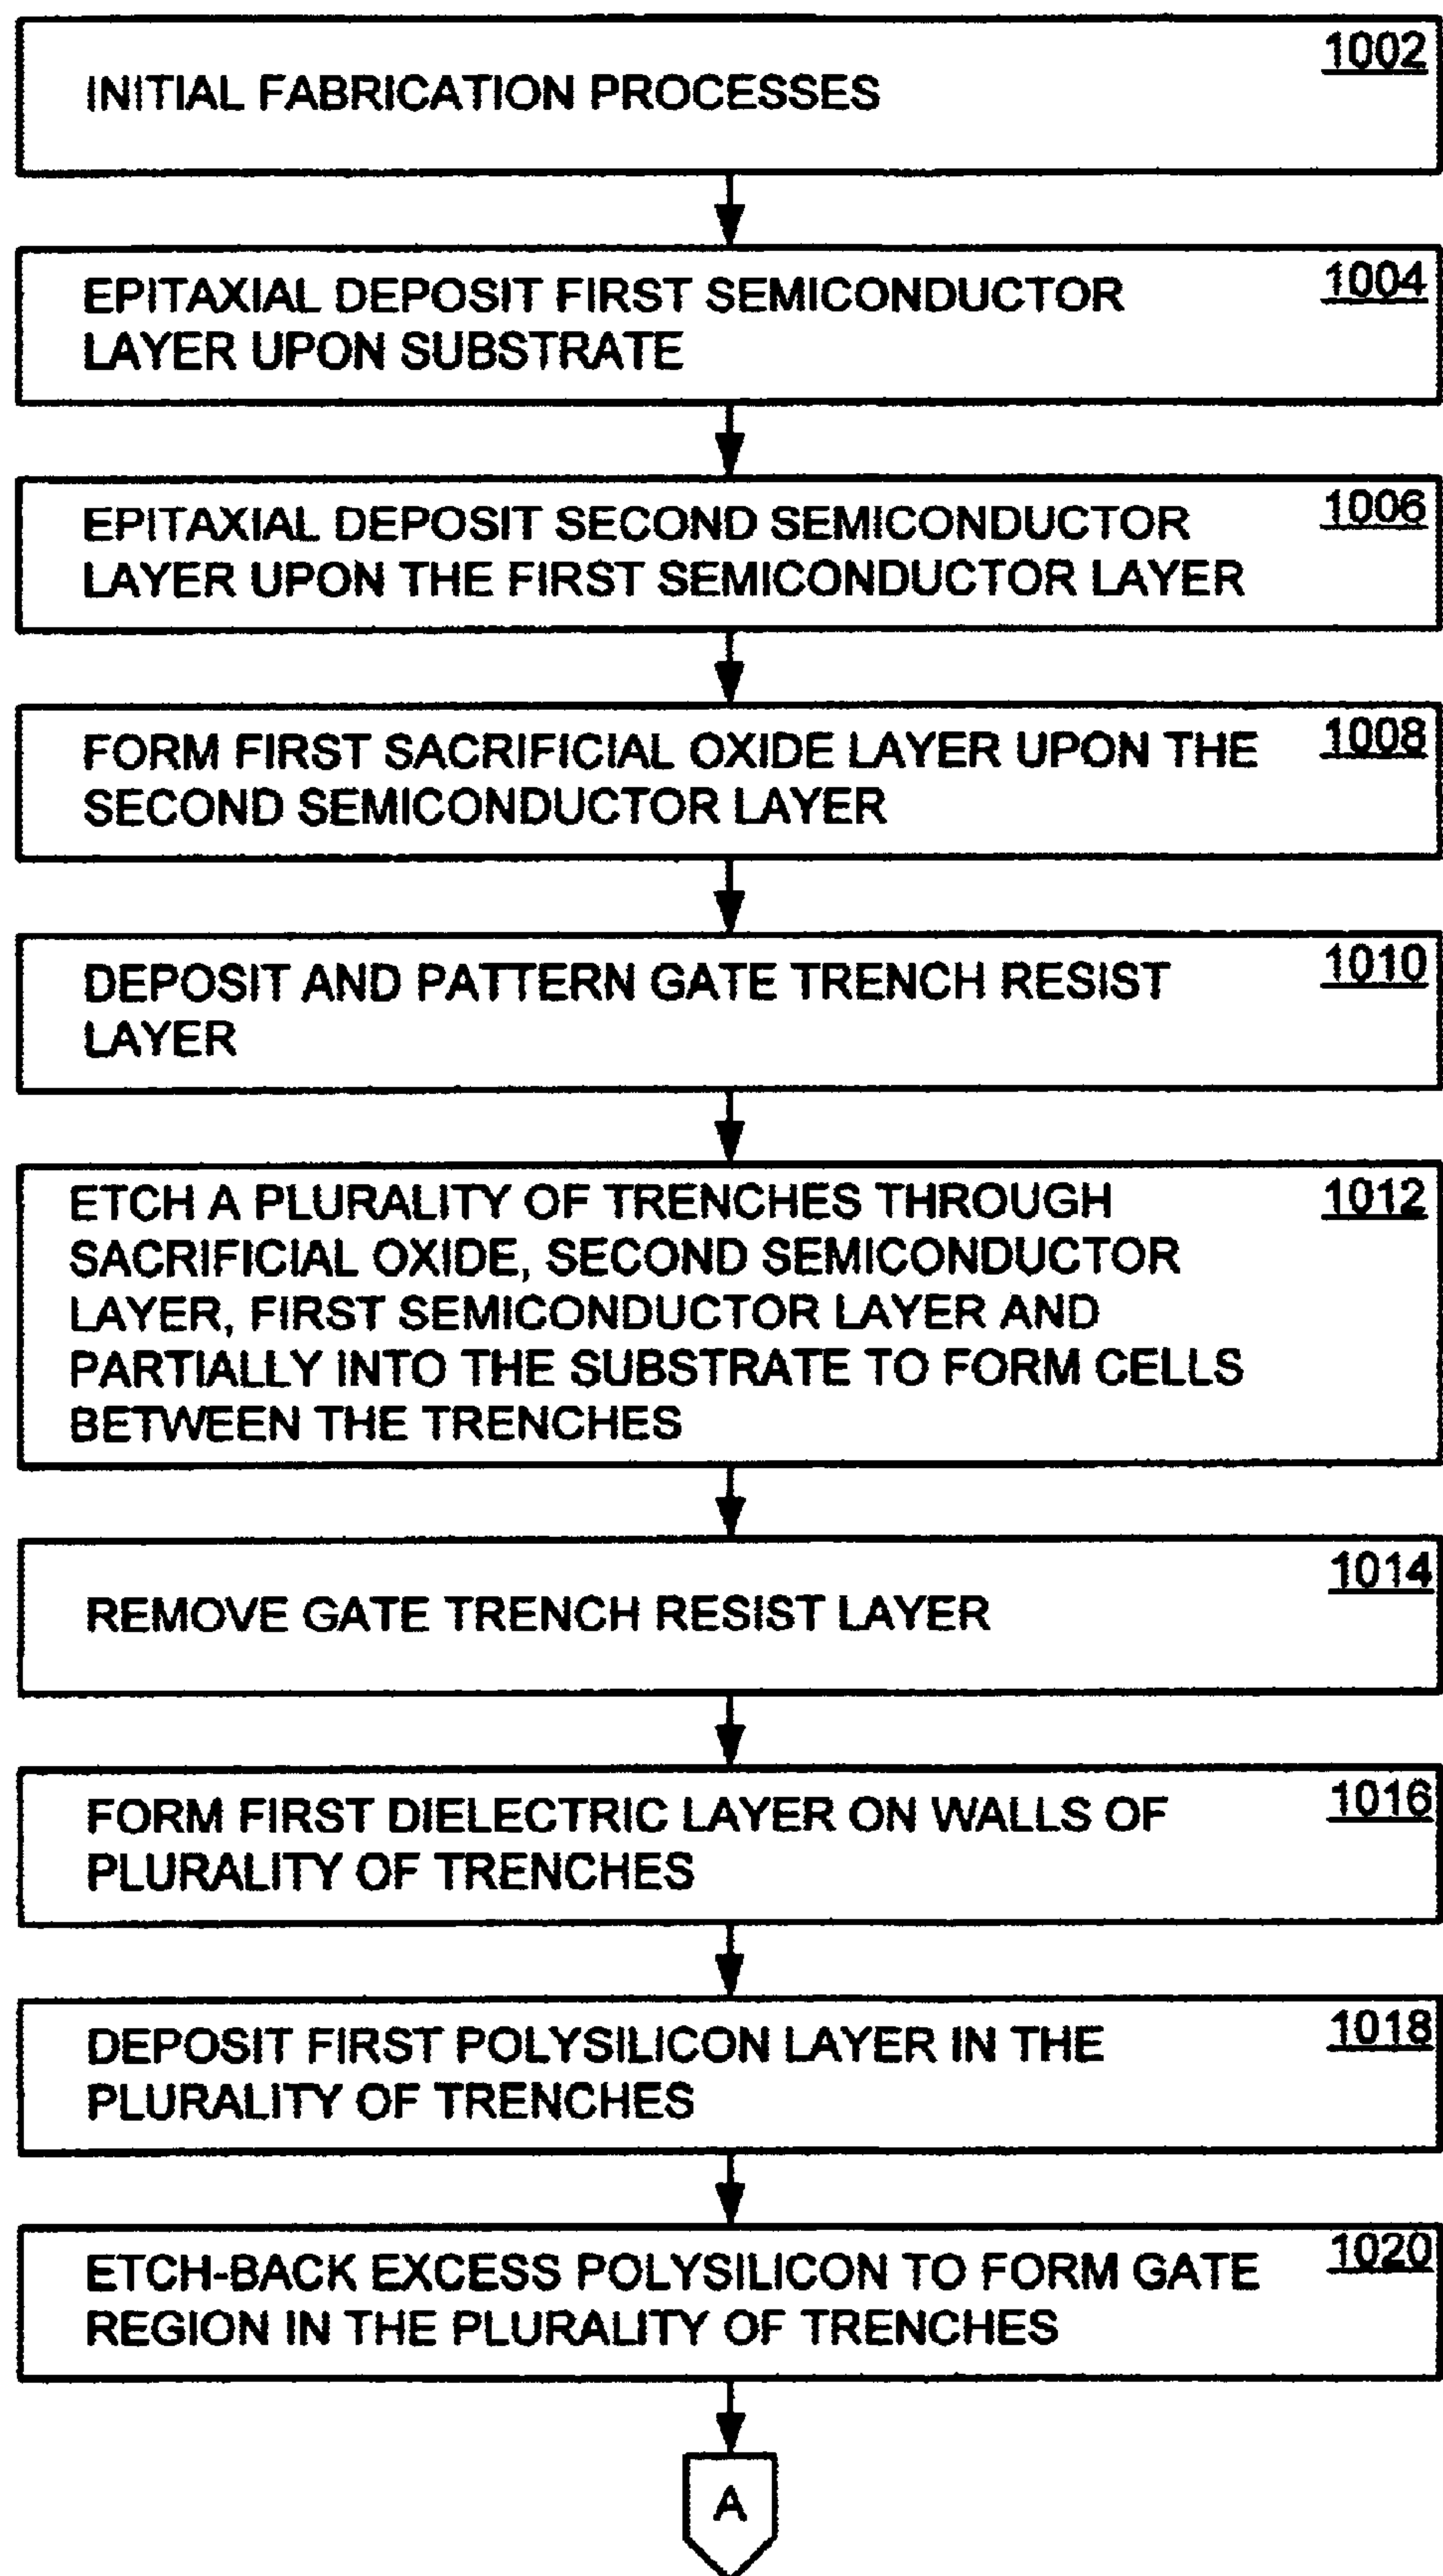 1002
INITIAL FABRICATION PROCESSES
1004
EPITAXIAL DEPOSIT FIRST SEMICONDUCTOR
LAYER UPON SUBSTRATE
1006
EPITAXIAL DEPOSIT SECOND SEMICONDUCTOR
LAYER UPON THE FIRST SEMICONDUCTOR LAYER
1008
FORM FIRST SACRIFICIAL OXIDE LAYER UPON THE
SECOND SEMICONDUCTOR LAYER
1010
DEPOSIT AND PATTERN GATE TRENCH RESIST
LAYER
1012
ETCH A PLURALITY OF TRENCHES THROUGH
SACRIFICIAL OXIDE, SECOND SEMICONDUCTOR
LAYER, FIRST SEMICONDUCTOR LAYER AND
PARTIALLY INTO THE SUBSTRATE TO FORM CELLS
BETWEEN THE TRENCHES
1014
REMOVE GATE TRENCH RESIST LAYER
1016
FORM FIRST DIELECTRIC LAYER ON WALLS OF
PLURALITY OF TRENCHES
1018
DEPOSIT FIRST POLYSILICON LAYER IN THE
PLURALITY OF TRENCHES
1020
ETCH-BACK EXCESS POLYSILICON TO FORM GATE
REGION IN THE PLURALITY OF TRENCHES
A